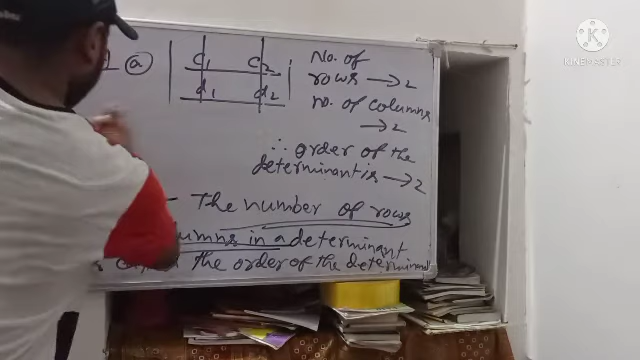 ⓐ | c₁ c₂ | No. of
| d₁ d₂ | rows → 2
no. of columns
→ 2
∴ order of the
determinant is → 2
- The number of rows
columns in a determinant
the order of the determinant
KINEMASTER